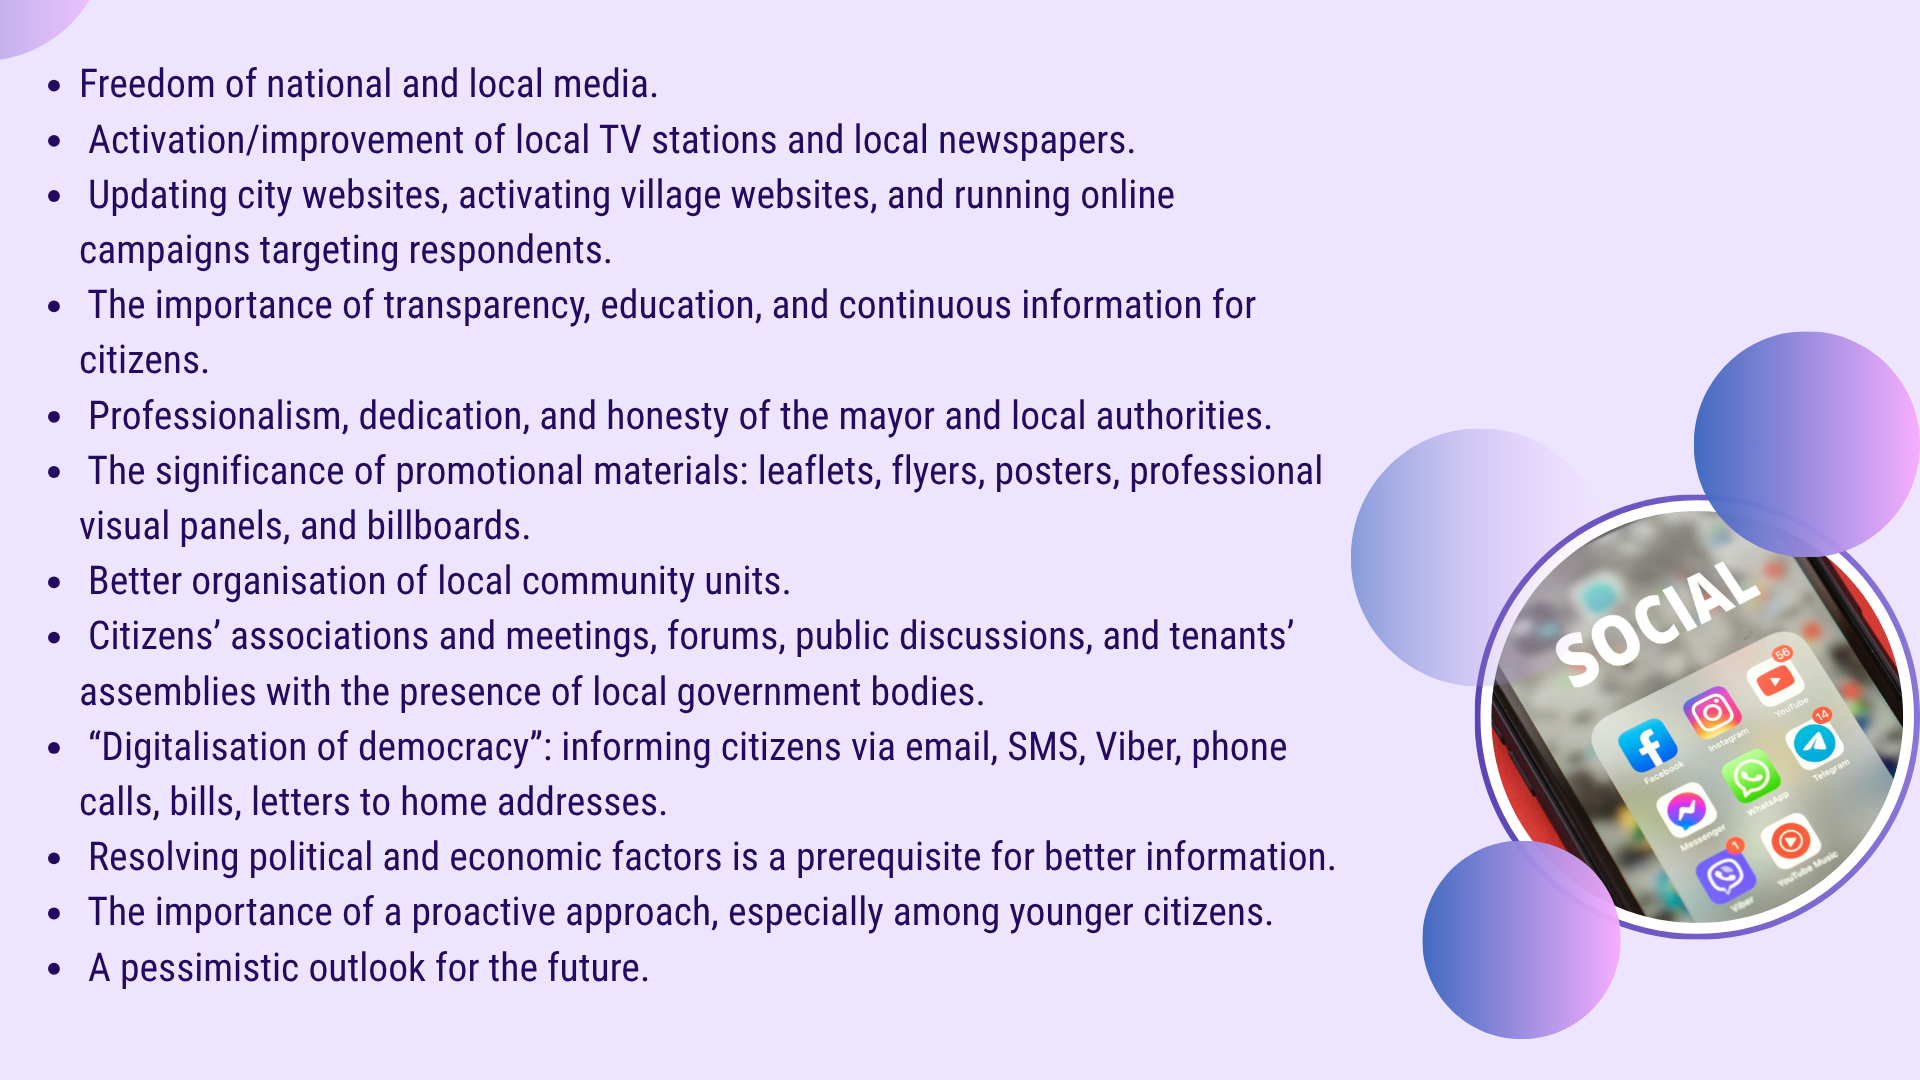 • Freedom of national and local media.
• Activation/improvement of local TV stations and local newspapers.
• Updating city websites, activating village websites, and running online
campaigns targeting respondents.
• The importance of transparency, education, and continuous information for
citizens.
• Professionalism, dedication, and honesty of the mayor and local authorities.
• The significance of promotional materials: leaflets, flyers, posters, professional
visual panels, and billboards.
• Better organisation of local community units.
• Citizens’ associations and meetings, forums, public discussions, and tenants’
assemblies with the presence of local government bodies.
• “Digitalisation of democracy”: informing citizens via email, SMS, Viber, phone
calls, bills, letters to home addresses.
• Resolving political and economic factors is a prerequisite for better information.
• The importance of a proactive approach, especially among younger citizens.
• A pessimistic outlook for the future.
SOCIAL
56
Facebook
Instagram
YouTube
14
Messenger
WhatsApp
Telegram
1
Viber
YouTube Music